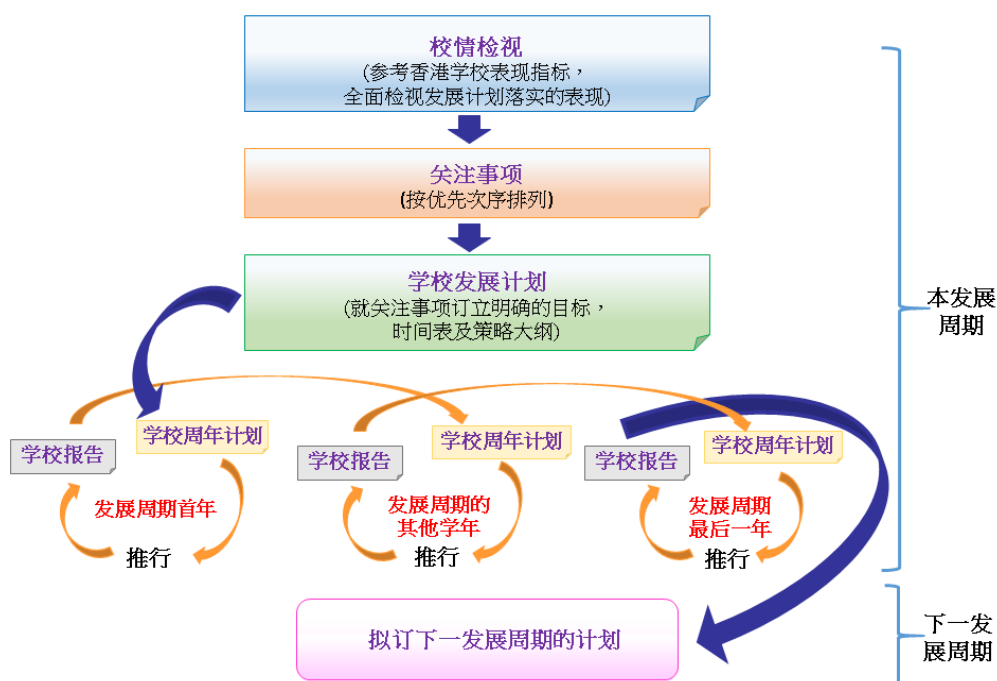 校情检视
(参考香港学校表现指标，
全面检视发展计划落实的表现)
关注事项
(按优先次序排列)
学校发展计划
(就关注事项订立明确的目标，
时间表及策略大纲)
本发展
周期
学校报告
学校周年计划
发展周期首年
推行
学校报告
学校周年计划
发展周期的
其他学年
推行
学校报告
学校周年计划
发展周期
最后一年
推行
拟订下一发展周期的计划
下一发
展周期